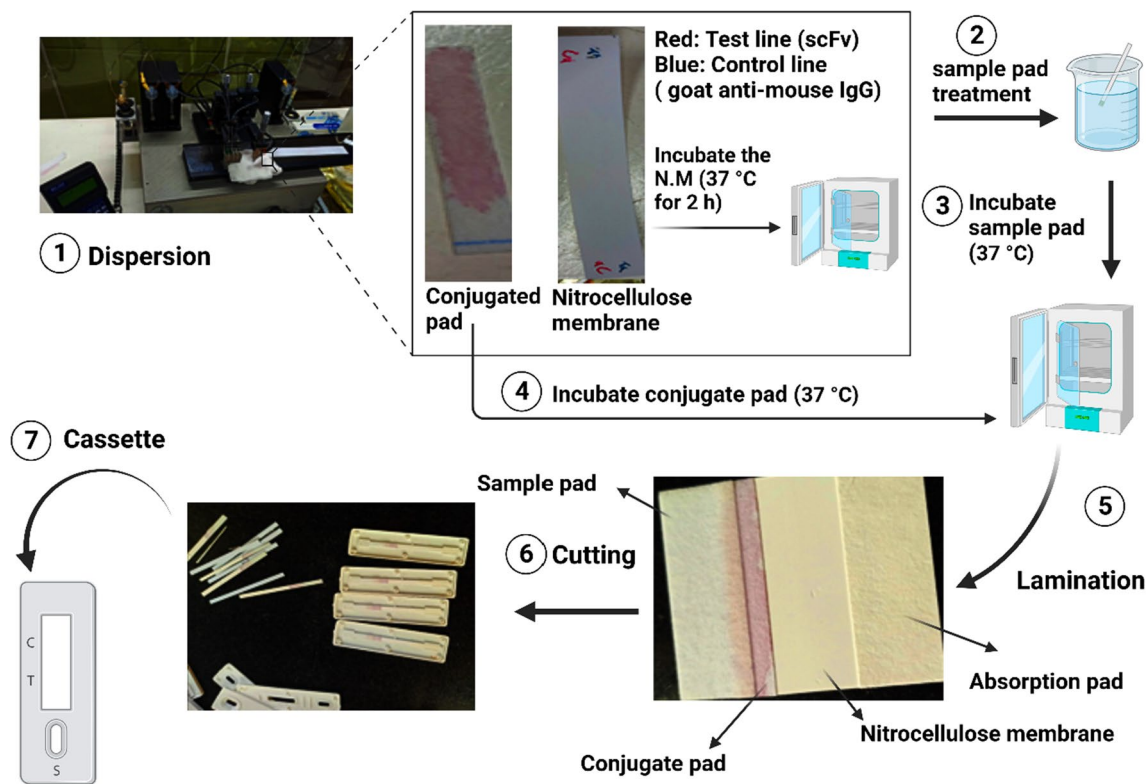 Red: Test line (scFv)
Blue: Control line
( goat anti-mouse IgG)
2
sample pad
treatment
Incubate the
N.M (37 °C
for 2 h)
3
Incubate
sample pad
(37 °C)
1
Dispersion
Conjugated
pad
Nitrocellulose
membrane
4
Incubate conjugate pad (37 °C)
7
Cassette
Sample pad
5
6
Cutting
Lamination
C
T
S
Absorption pad
Nitrocellulose membrane
Conjugate pad